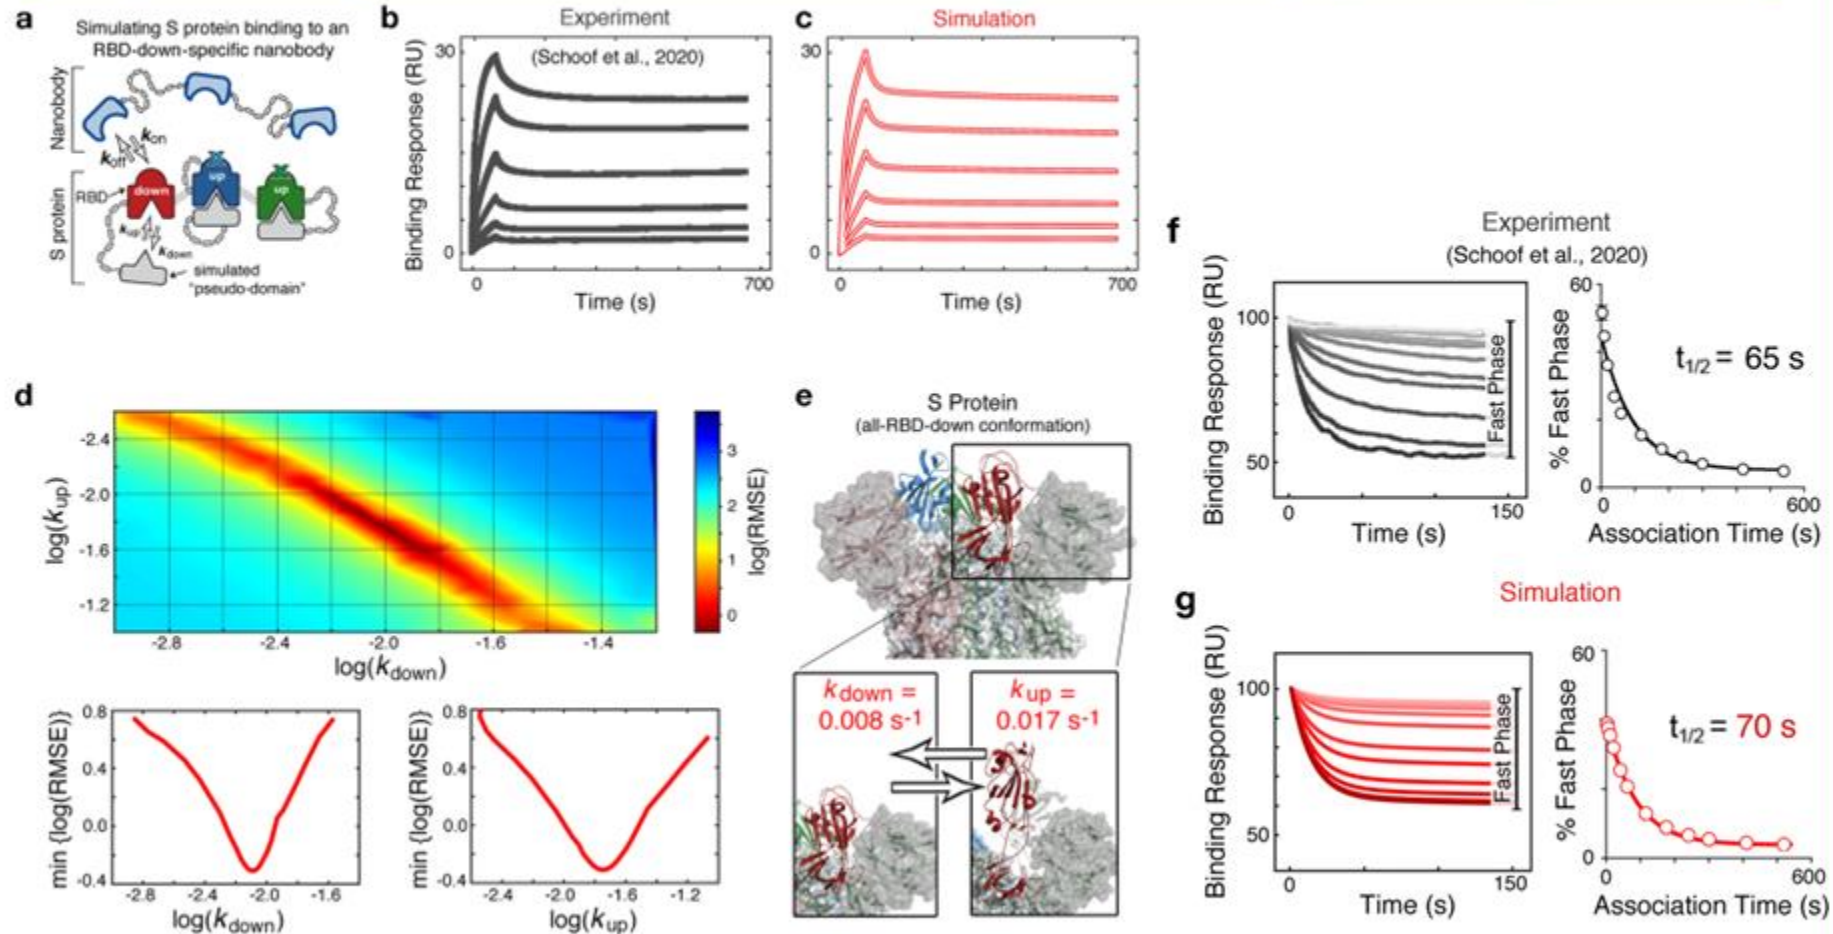 a
Simulating S protein binding to an
RBD-down-specific nanobody
Nanobody
kon
koff
S protein
RBD
down
up
up
kup
kdown
simulated
"pseudo-domain"
b
Experiment
(Schoof et al., 2020)
Binding Response (RU)
30
0
0
700
Time (s)
c
Simulation
30
0
0
700
Time (s)
d
log(kup)
-2.4
-2.0
-1.6
-1.2
-2.8
-2.4
-2.0
-1.6
-1.4
log(kdown)
3
2
1
0
log(RMSE)
min {log(RMSE)}
0.8
0.4
0.0
-0.4
-2.8
-2.4
-2.0
-1.6
log(kdown)
min {log(RMSE)}
0.8
0.4
0.0
-0.4
-2.4
-2.0
-1.6
-1.2
log(kup)
e
S Protein
(all-RBD-down conformation)
kdown =
0.008 s-1
kup =
0.017 s-1
f
Experiment
(Schoof et al., 2020)
Binding Response (RU)
100
50
0
150
Time (s)
Fast Phase
% Fast Phase
60
0
0
600
Association Time (s)
t1/2 = 65 s
g
Simulation
Binding Response (RU)
100
50
0
150
Time (s)
Fast Phase
% Fast Phase
60
0
0
600
Association Time (s)
t1/2 = 70 s